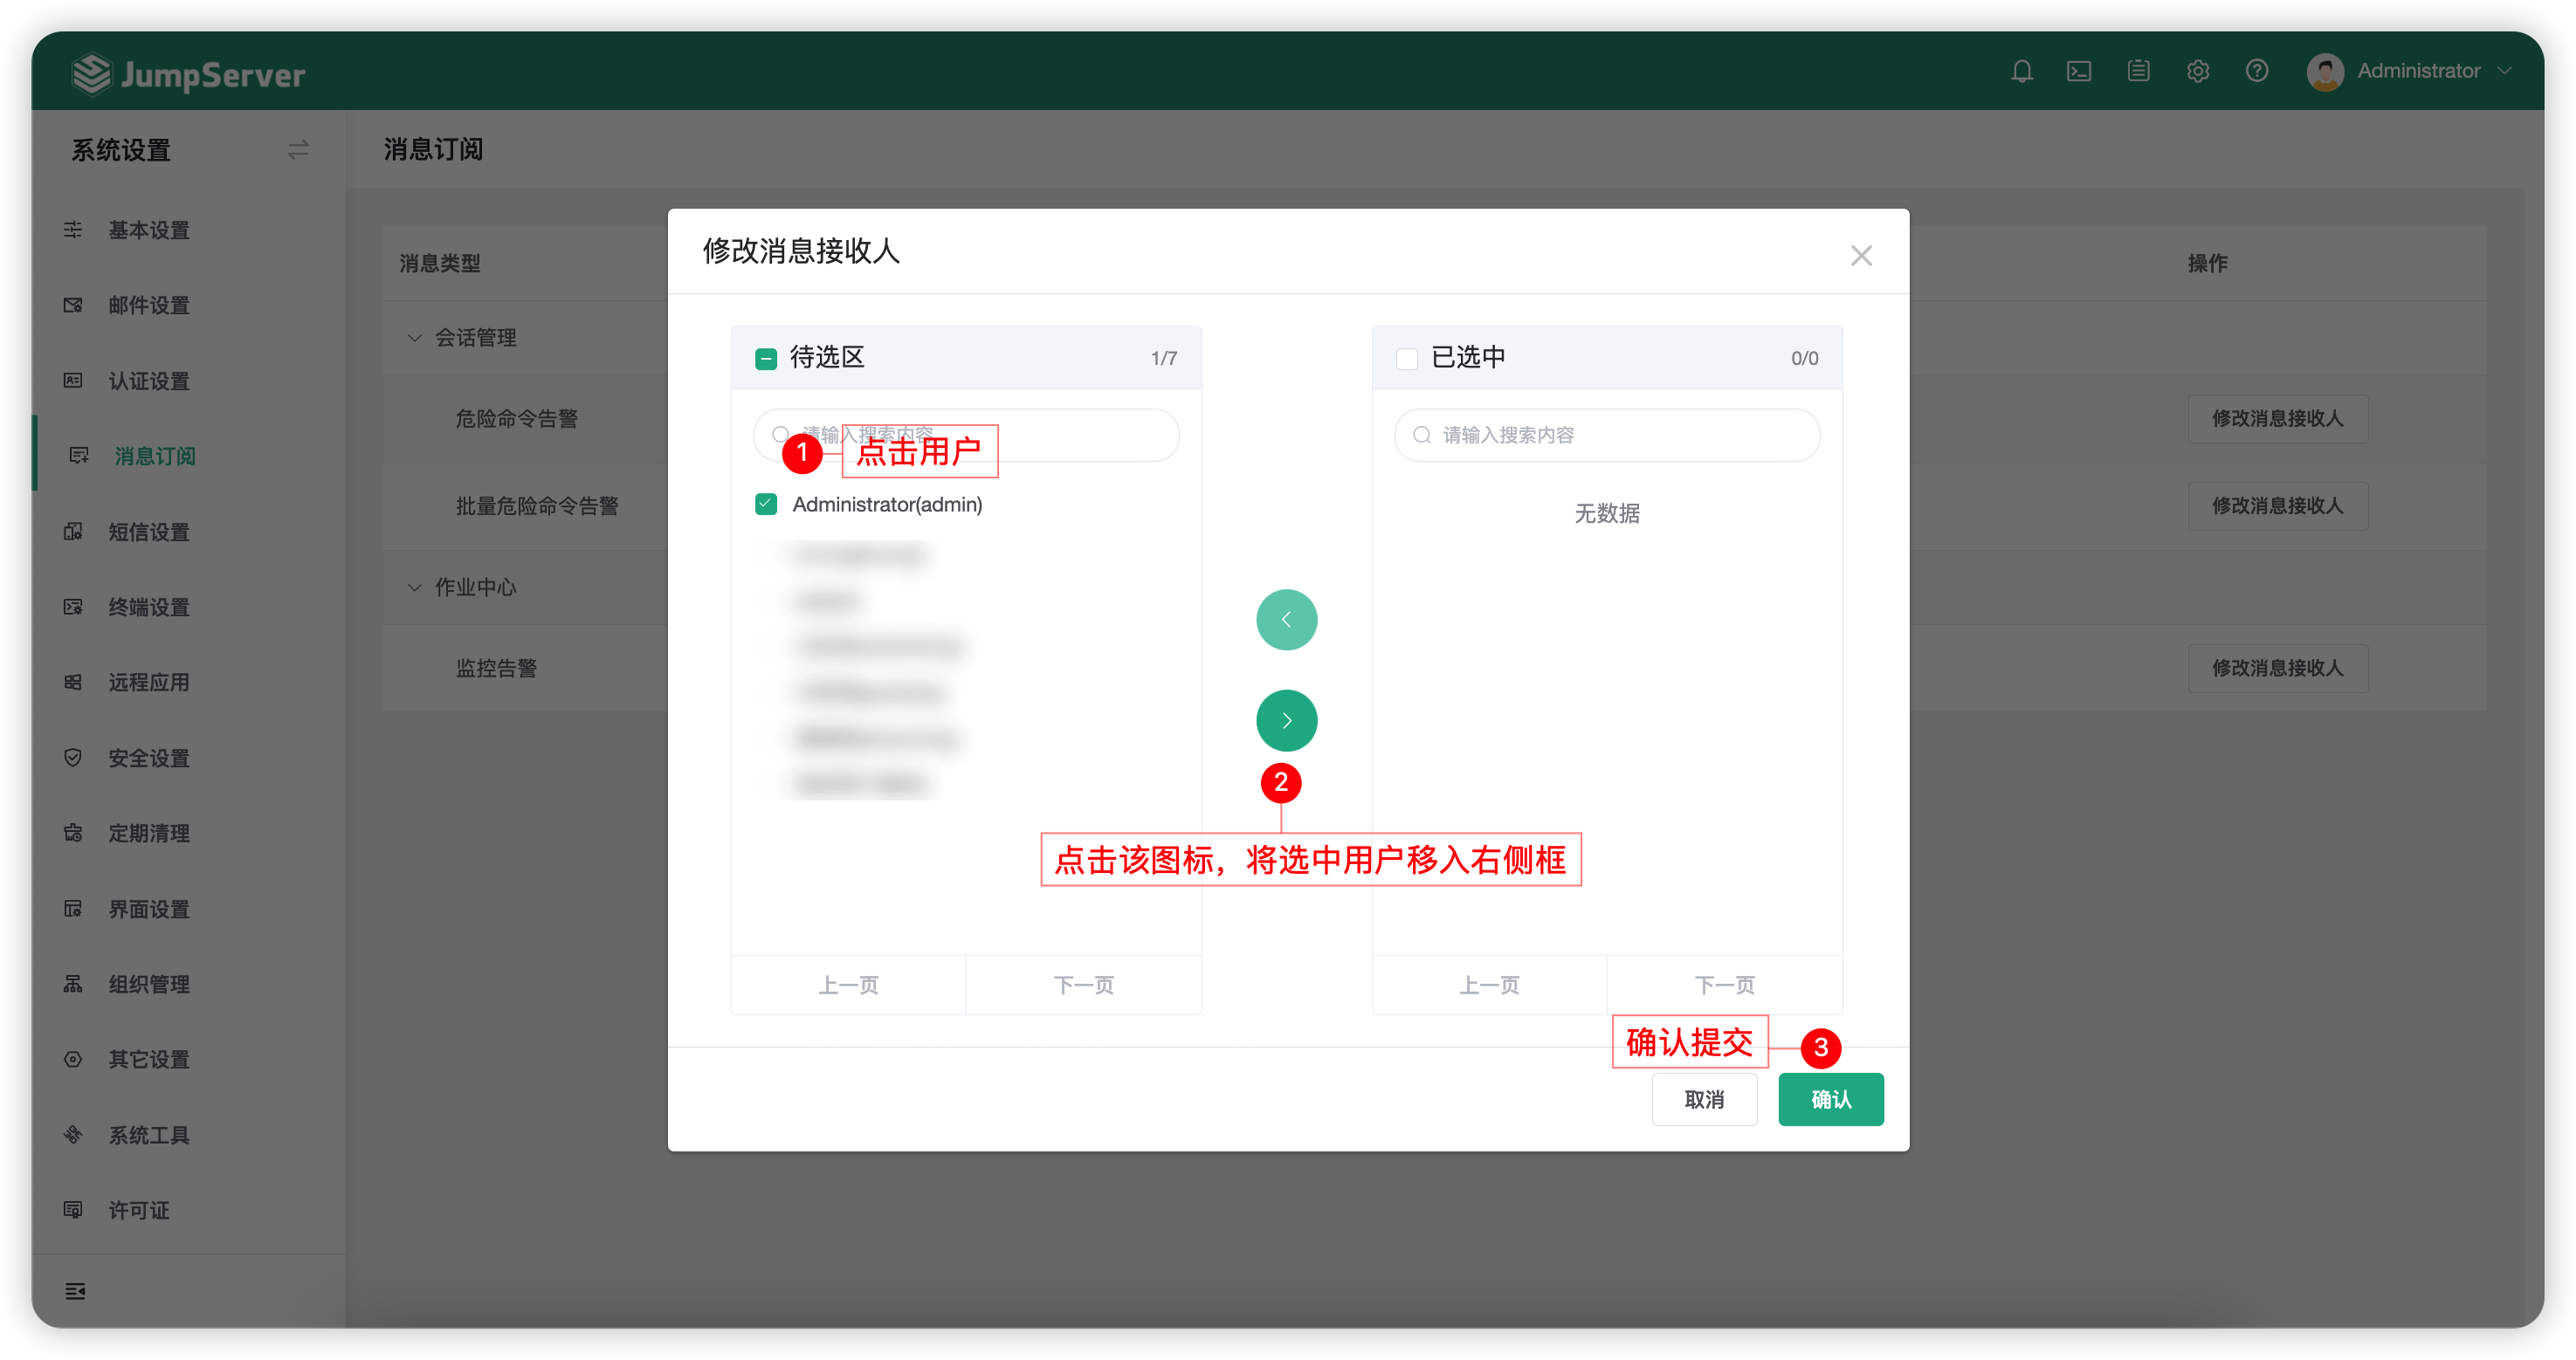 JumpServer
Administrator
系统设置
消息订阅
基本设置
邮件设置
认证设置
消息订阅
短信设置
终端设置
远程应用
安全设置
定期清理
界面设置
组织管理
其它设置
系统工具
许可证
消息类型
操作
会话管理
危险命令告警
修改消息接收人
批量危险命令告警
修改消息接收人
作业中心
监控告警
修改消息接收人
修改消息接收人
待选区
1/7
请输入搜索内容
1
点击用户
Administrator(admin)
2
点击该图标，将选中用户移入右侧框
上一页
下一页
已选中
0/0
请输入搜索内容
无数据
上一页
下一页
确认提交
3
取消
确认